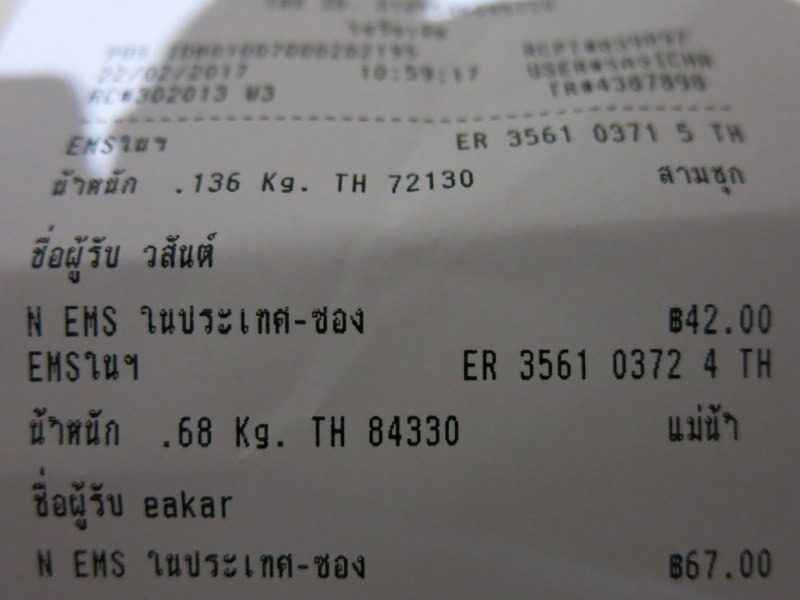 22/02/2017 10:59:17
RC#302013 W3 TR#4387898
EMSในฯ ER 3561 0371 5 TH
น้ำหนัก .136 Kg. TH 72130 สามชุก
ชื่อผู้รับ วสันต์
N EMS ในประเทศ-ซอง ฿42.00
EMSในฯ ER 3561 0372 4 TH
น้ำหนัก .68 Kg. TH 84330 แม่น้ำ
ชื่อผู้รับ eakar
N EMS ในประเทศ-ซอง ฿67.00